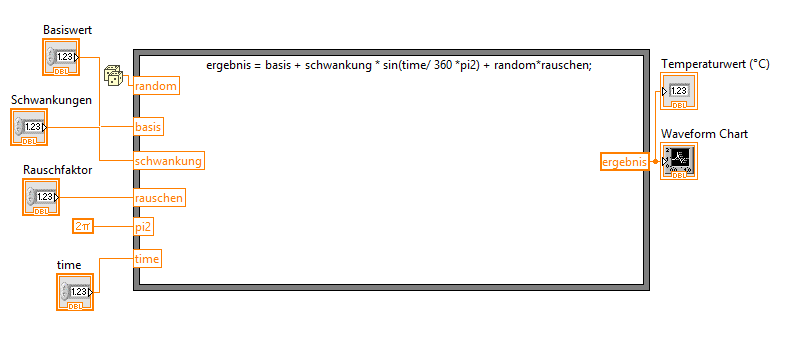 Basiswert
1.23
DBL
Schwankungen
1.23
DBL
Rauschfaktor
1.23
DBL
2π
time
1.23
DBL
ergebnis = basis + schwankung * sin(time/ 360 *pi2) + random*rauschen;
random
basis
schwankung
rauschen
pi2
time
ergebnis
Temperaturwert (°C)
1.23
DBL
Waveform Chart
DBL